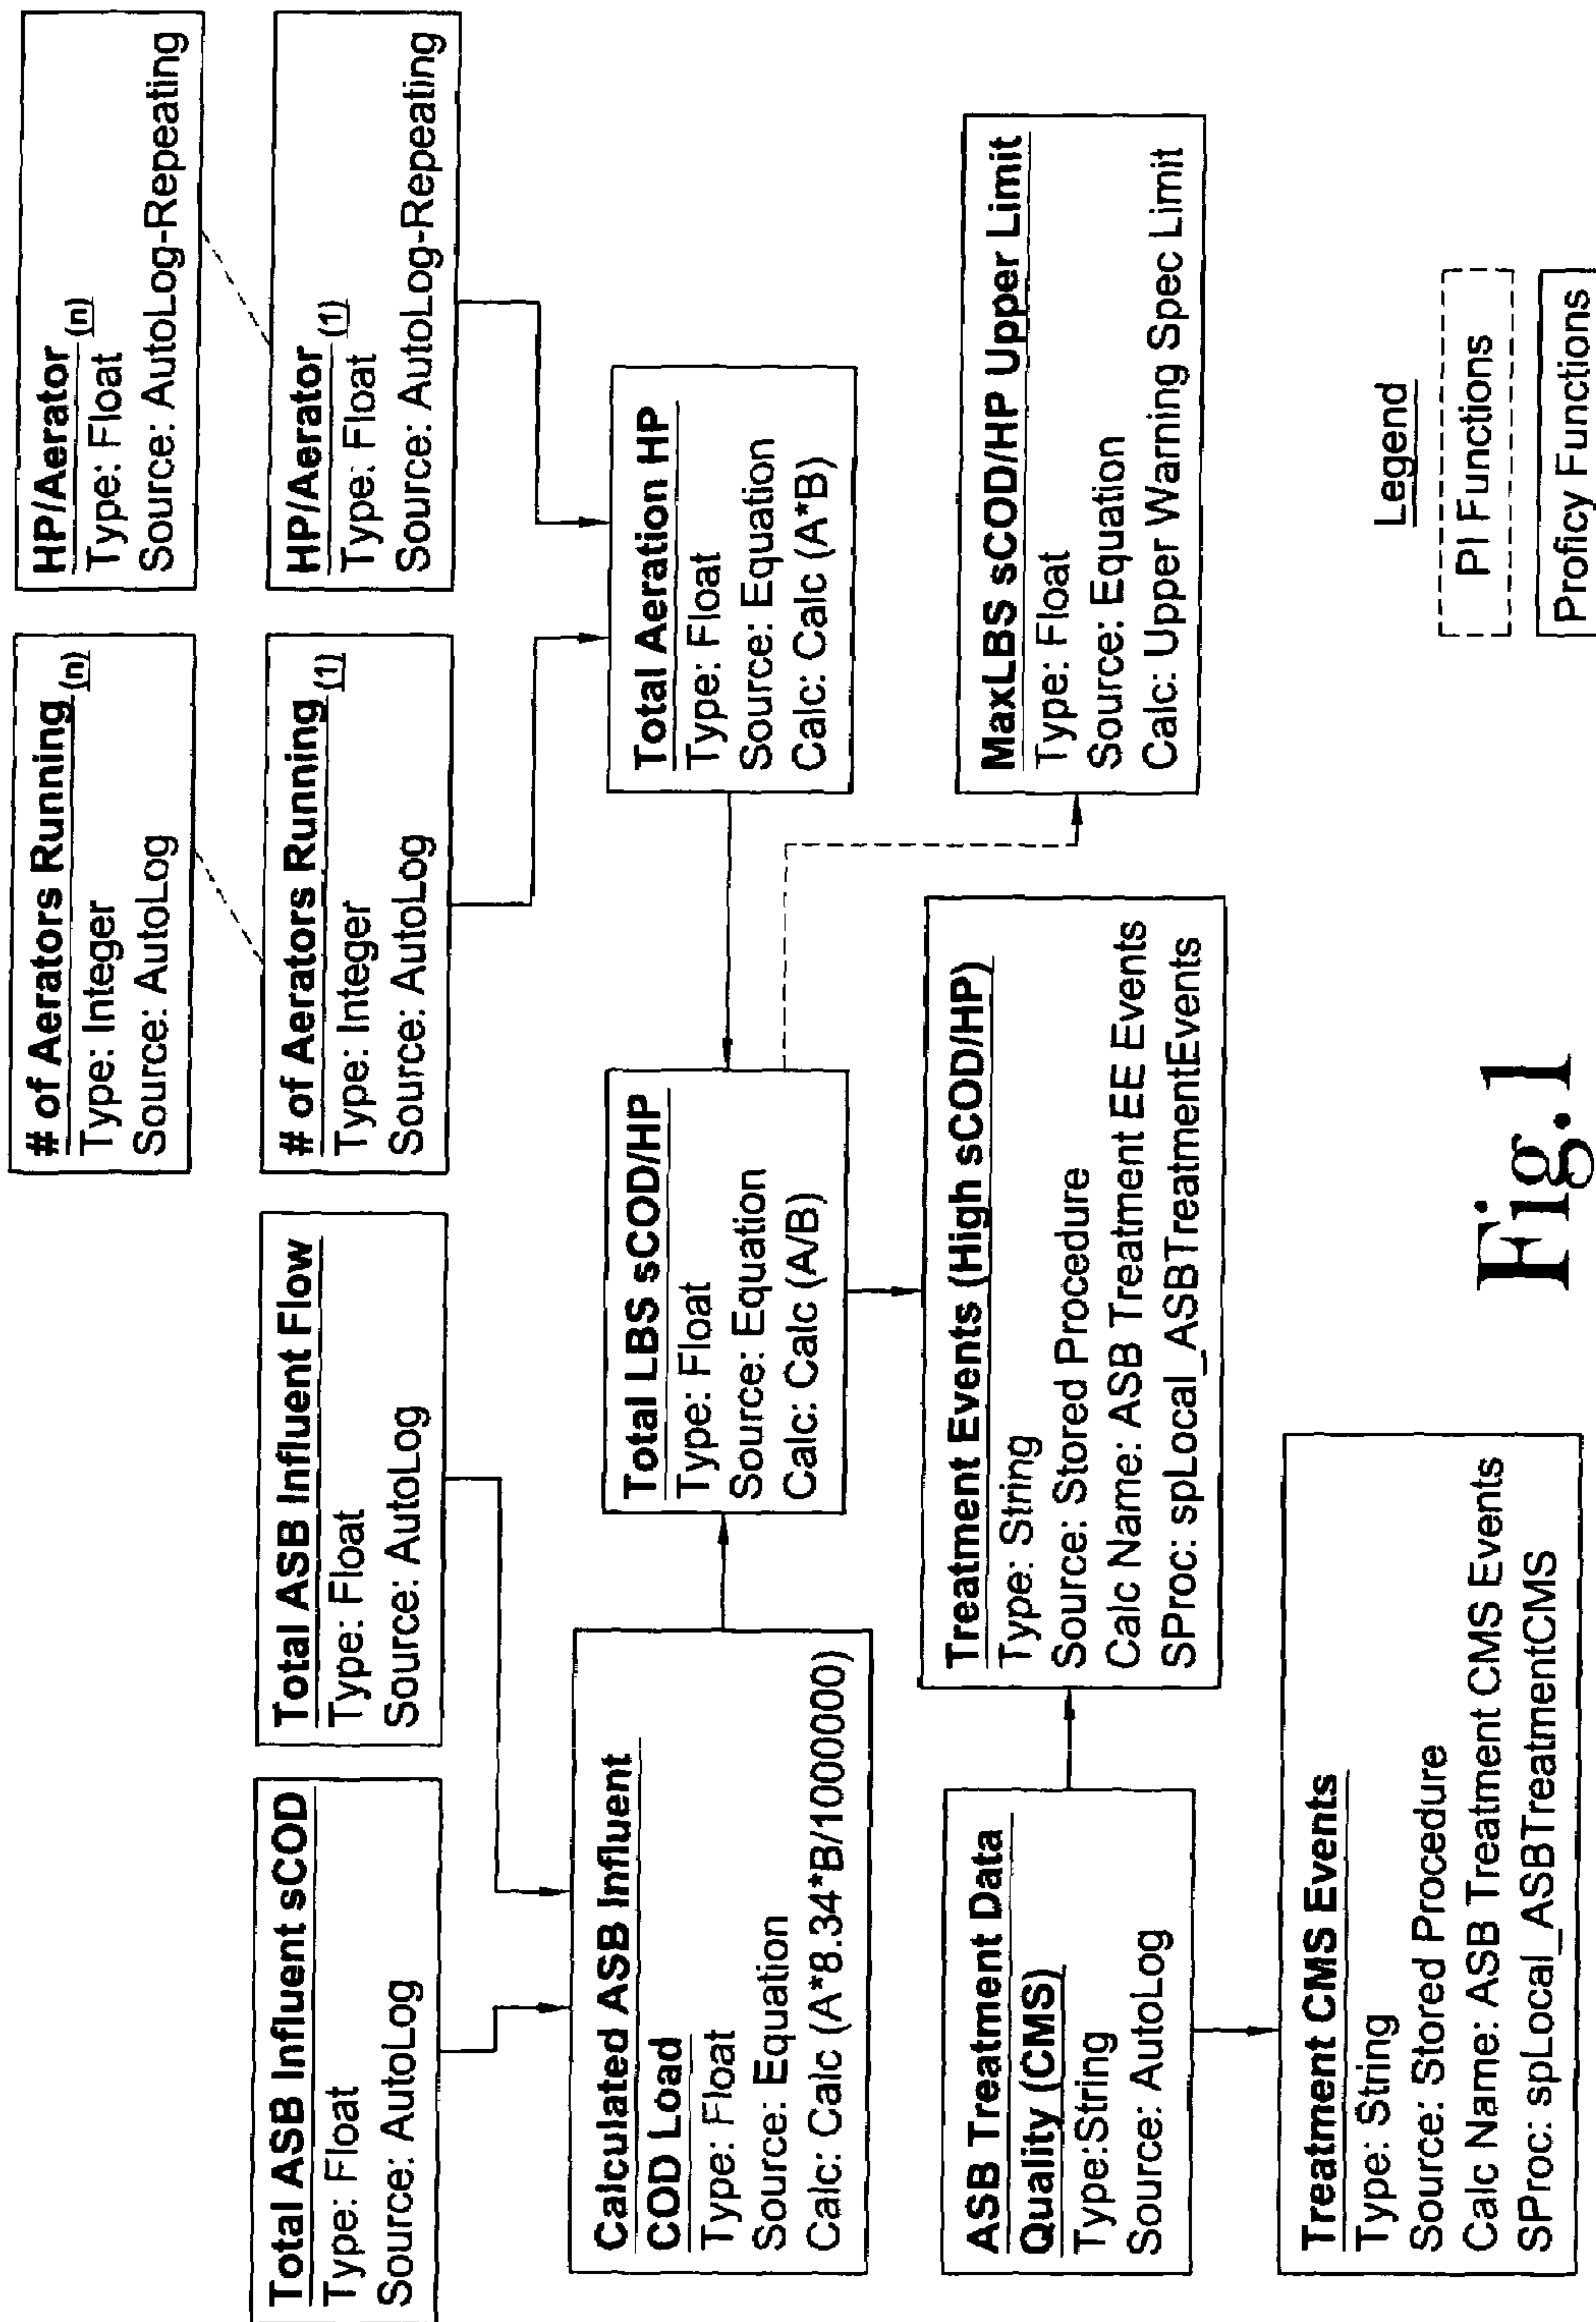 Total ASB Influent sCOD
Type: Float
Source: AutoLog
Total ASB Influent Flow
Type: Float
Source: AutoLog
# of Aerators Running (n)
Type: Integer
Source: AutoLog
# of Aerators Running (1)
Type: Integer
Source: AutoLog
HP/Aerator (n)
Type: Float
Source: AutoLog-Repeating
HP/Aerator (1)
Type: Float
Source: AutoLog-Repeating
Calculated ASB Influent
COD Load
Type: Float
Source: Equation
Calc: Calc (A*8.34*B/1000000)
Total LBS sCOD/HP
Type: Float
Source: Equation
Calc: Calc (A/B)
Total Aeration HP
Type: Float
Source: Equation
Calc: Calc (A*B)
ASB Treatment Data
Quality (CMS)
Type:String
Source: AutoLog
Treatment Events (High sCOD/HP)
Type: String
Source: Stored Procedure
Calc Name: ASB Treatment EE Events
SProc: spLocal_ASBTreatmentEvents
MaxLBS sCOD/HP Upper Limit
Type: Float
Source: Equation
Calc: Upper Warning Spec Limit
Treatment CMS Events
Type: String
Source: Stored Procedure
Calc Name: ASB Treatment CMS Events
SProc: spLocal_ASBTreatmentCMS
Legend
PI Functions
Proficy Functions
Fig.1